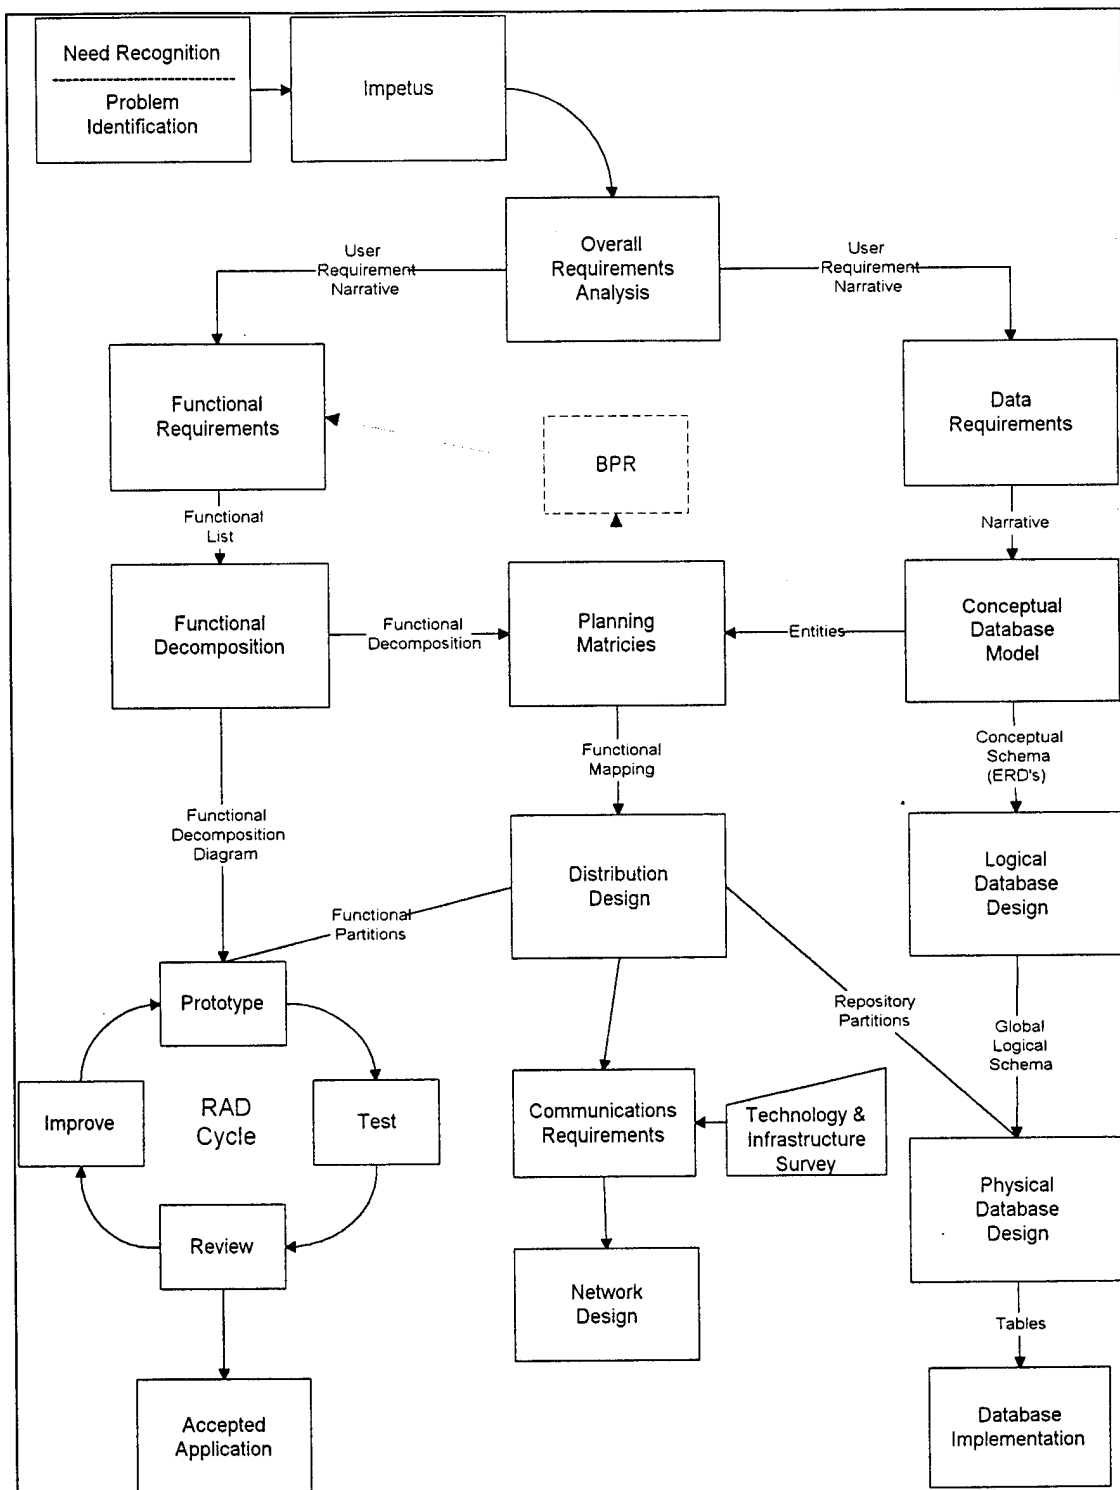 Need Recognition
Problem
Identification
Impetus
Overall
Requirements
Analysis
User
Requirement
Narrative
User
Requirement
Narrative
Functional
Requirements
BPR
Data
Requirements
Functional
List
Narrative
Functional
Decomposition
Functional
Decomposition
Planning
Matricies
Entities
Conceptual
Database
Model
Functional
Mapping
Conceptual
Schema
(ERD's)
Functional
Decomposition
Diagram
Distribution
Design
Logical
Database
Design
Functional
Partitions
Prototype
Repository
Partitions
Global
Logical
Schema
Improve
RAD
Cycle
Test
Communications
Requirements
Technology &
Infrastructure
Survey
Review
Physical
Database
Design
Network
Design
Tables
Accepted
Application
Database
Implementation